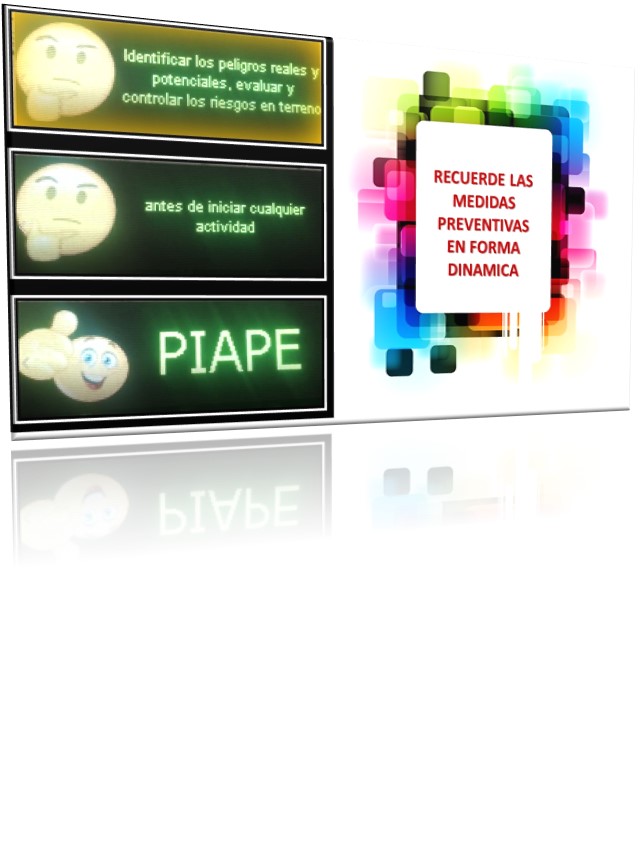 Identificar los peligros reales y
potenciales, evaluar y
controlar los riesgos en terreno
antes de iniciar cualquier
actividad
PIAPE
RECUERDE LAS
MEDIDAS
PREVENTIVAS
EN FORMA
DINAMICA